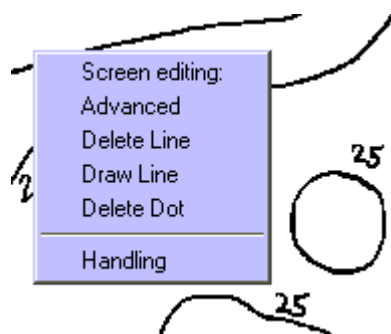 Screen editing:
Advanced
Delete Line
Draw Line
Delete Dot
Handling
25
25